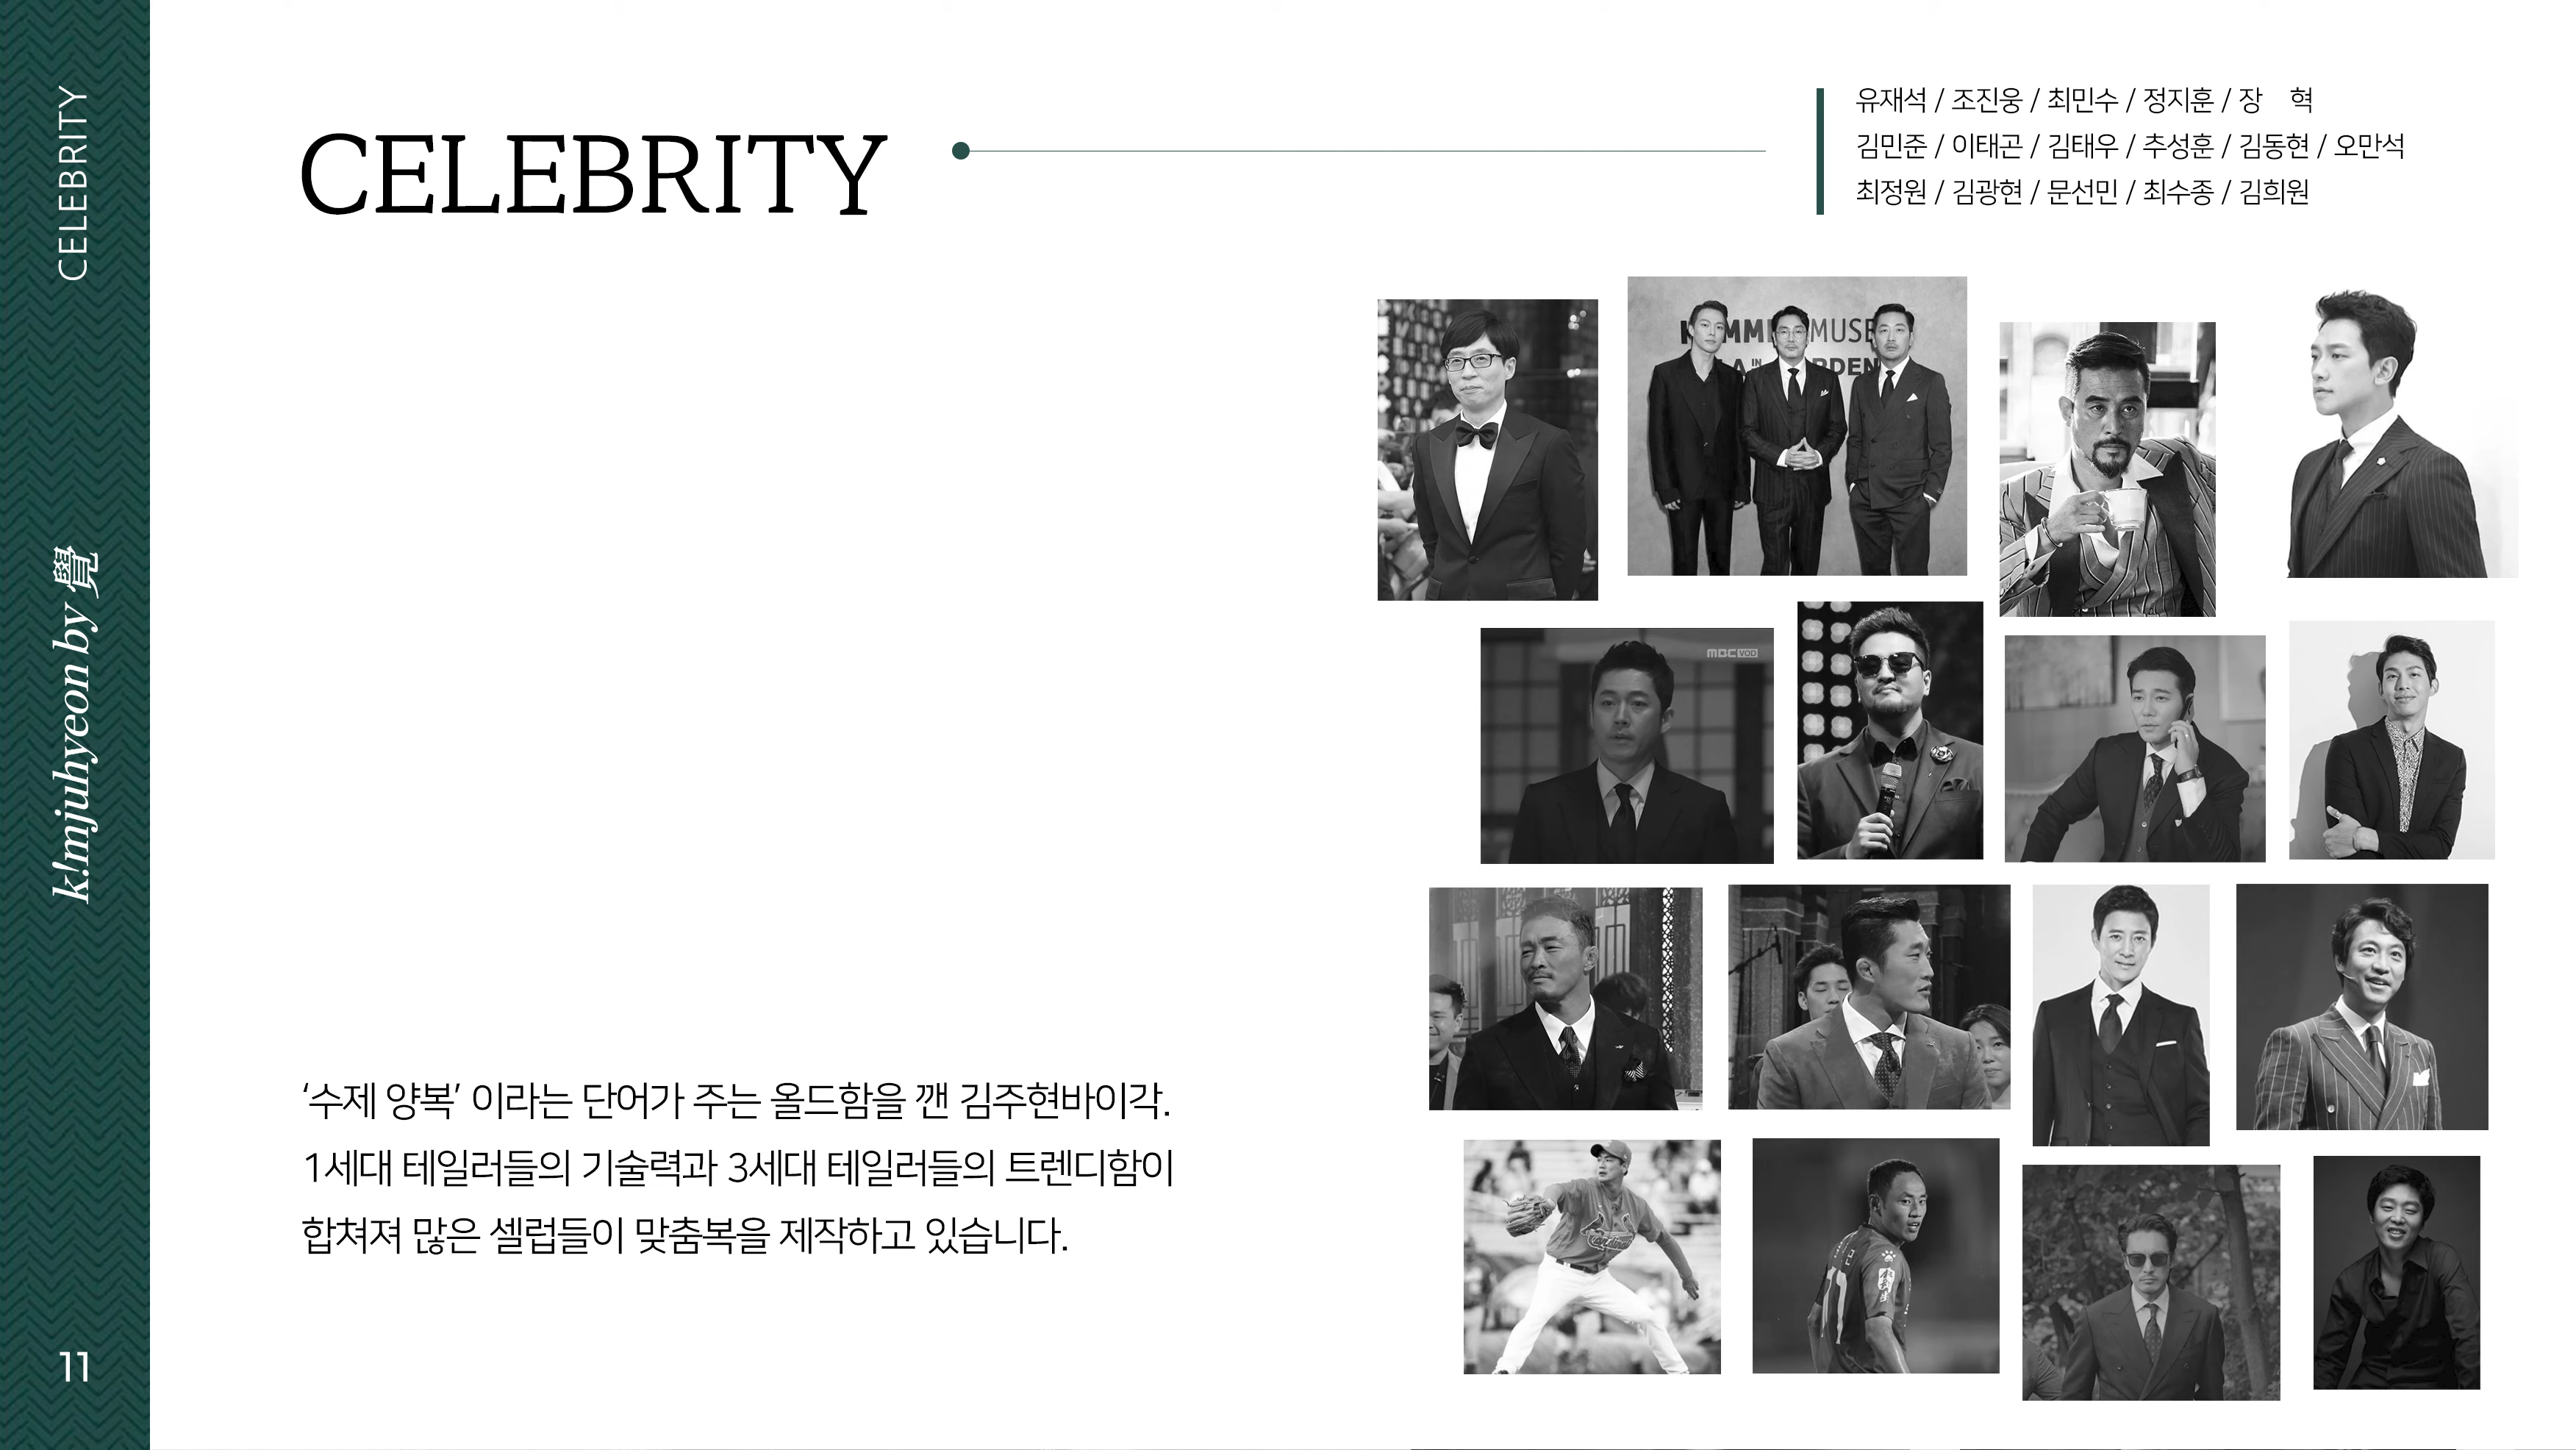 CELEBRITY
k!mjuhyeon by 覺
11
CELEBRITY
유재석 / 조진웅 / 최민수 / 정지훈 / 장 혁
김민준 / 이태곤 / 김태우 / 추성훈 / 김동현 / 오만석
최정원 / 김광현 / 문선민 / 최수종 / 김희원
MUSE
IN
MBC VOD
Cardinals
‘수제 양복’ 이라는 단어가 주는 올드함을 깬 김주현바이각.
1세대 테일러들의 기술력과 3세대 테일러들의 트렌디함이
합쳐져 많은 셀럽들이 맞춤복을 제작하고 있습니다.